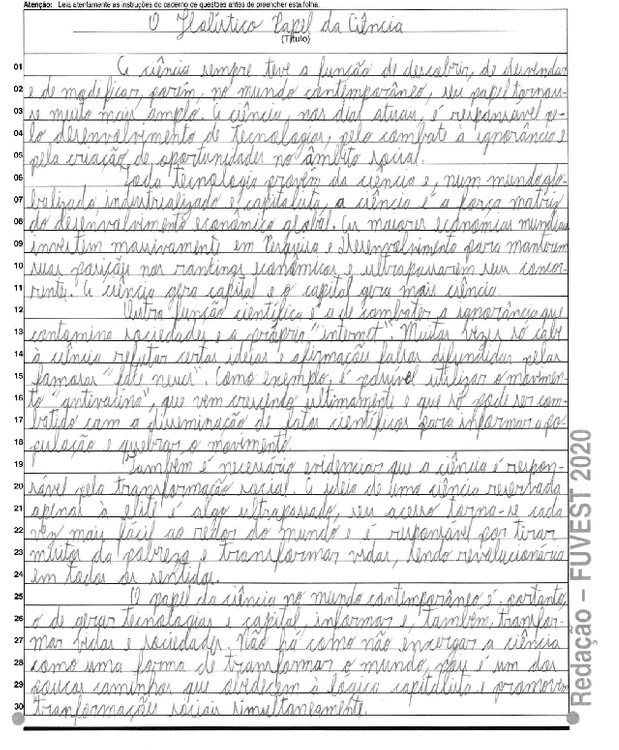 Atenção: Leia atentamente as instruções do caderno de questões antes de preencher esta folha.
O Holístico Papel da Ciência
(Título)
01 A ciência sempre teve a função de descobrir, de desvendar
02 e de modificar, porém, no mundo contemporâneo, seu papel tornou-
03 se muito mais amplo. A ciência, nos dias atuais, é responsável pe-
04 lo desenvolvimento de tecnologias, pelo combate à ignorância e
05 pela criação de oportunidades no âmbito social.
06 Toda tecnologia provém da ciência e, num mundo glo-
07 balizado industrializado e capitalista, a ciência é a força matriz
08 do desenvolvimento econômico global. As maiores economias mundiais
09 investem massivamente em Pesquisa e Desenvolvimento para manterem
10 suas posições nos rankings econômicos e ultrapassarem seu concor-
11 rente. A ciência gera capital e o capital gera mais ciência.
12 Outra função científica é a de combater a ignorância que
13 contamina sociedades e a própria "internet". Muitas vezes só cabe
14 à ciência refutar certas ideias e afirmações falsas difundidas pelas
15 famosas "fake news". Como exemplo, é possível utilizar o movimen-
16 to "antivacina", que vem crescendo ultimamente e que só pode ser com-
17 batido com a disseminação de fatos científicos para informar a po-
18 pulação e quebrar o movimento.
19 Também é necessário evidenciar que a ciência é respon-
20 sável pela transformação social. A ideia de uma ciência reservada
21 apenas à elite é algo ultrapassado, seu acesso torna-se cada
22 vez mais fácil ao redor do mundo e é responsável por tirar
23 muitos da pobreza e transformar vidas, sendo revolucionária
24 em todos os sentidos.
25 O papel da ciência no mundo contemporâneo é, portanto,
26 o de gerar tecnologias e capital, informar e, também, transfor-
27 mar vidas e sociedades. Não há como não enxergar a ciência
28 como uma forma de transformar o mundo, pois é um dos
29 poucos caminhos que obedecem à lógica capitalista e promovem
30 transformações sociais simultaneamente.
Redação – FUVEST 2020